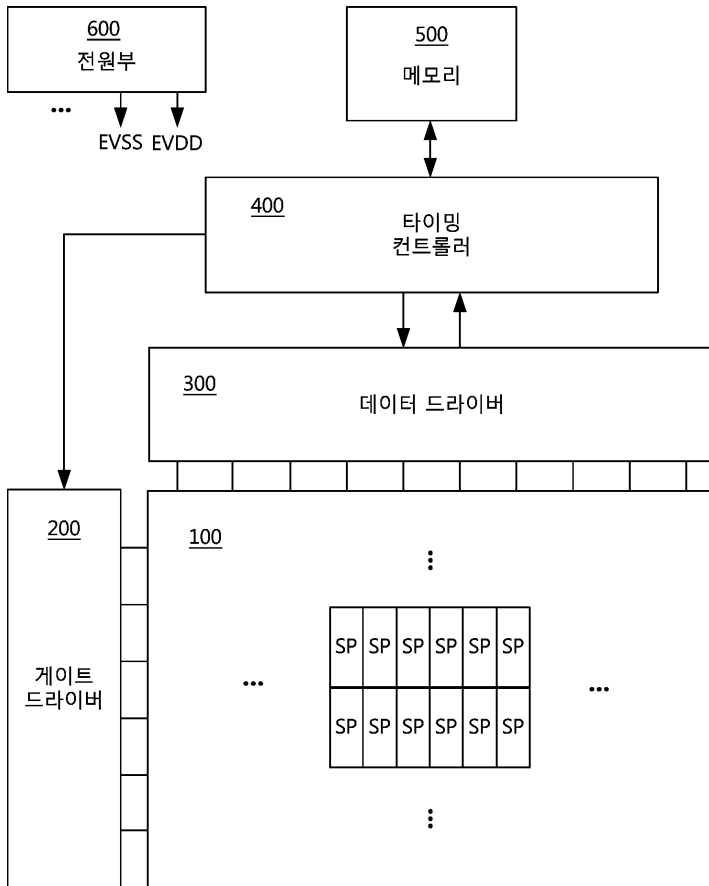 600
전원부
...
EVSS EVDD
500
메모리
400
타이밍
컨트롤러
300
데이터 드라이버
200
게이트
드라이버
100
...
SP SP SP SP SP SP
...
...
SP SP SP SP SP SP
...